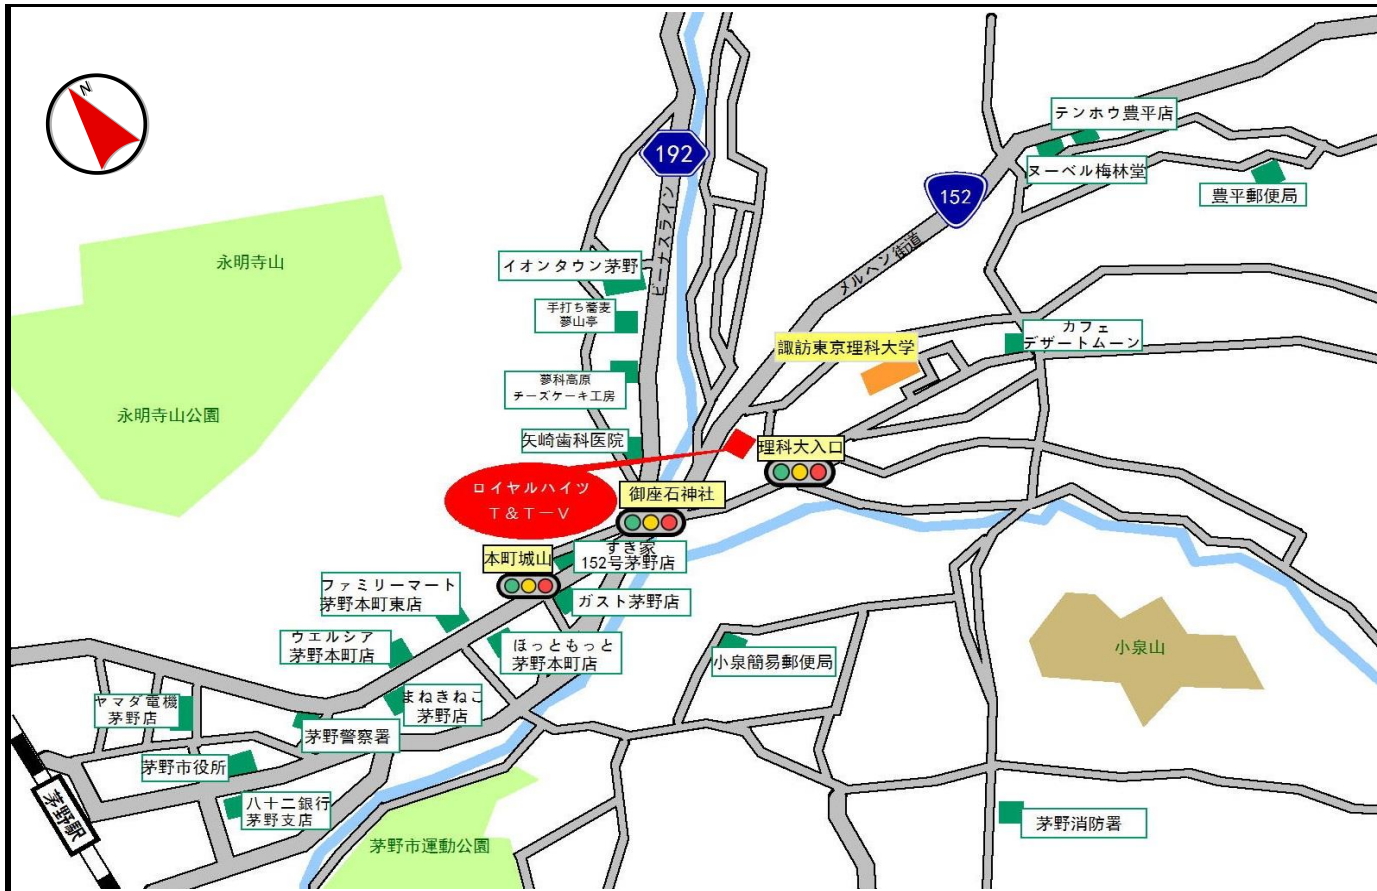 N
テンホウ豊平店
192
ヌーベル梅林堂
152
豊平郵便局
ビーナスライン
メルヘン街道
永明寺山
イオンタウン茅野
手打ち蕎麦
夢山亭
カフェ
デザートムーン
諏訪東京理科大学
夢科高原
チーズケーキ工房
永明寺山公園
矢崎歯科医院
理科大入口
ロイヤルハイツ
T&T-V
御座石神社
本町城山
すき家
152号茅野店
ファミリーマート
茅野本町東店
ガスト茅野店
ウエルシア
茅野本町店
ほっともっと
茅野本町店
小泉簡易郵便局
小泉山
ヤマダ電機
茅野店
まねきねこ
茅野店
茅野警察署
茅野市役所
八十二銀行
茅野支店
茅野駅
茅野市運動公園
茅野消防署